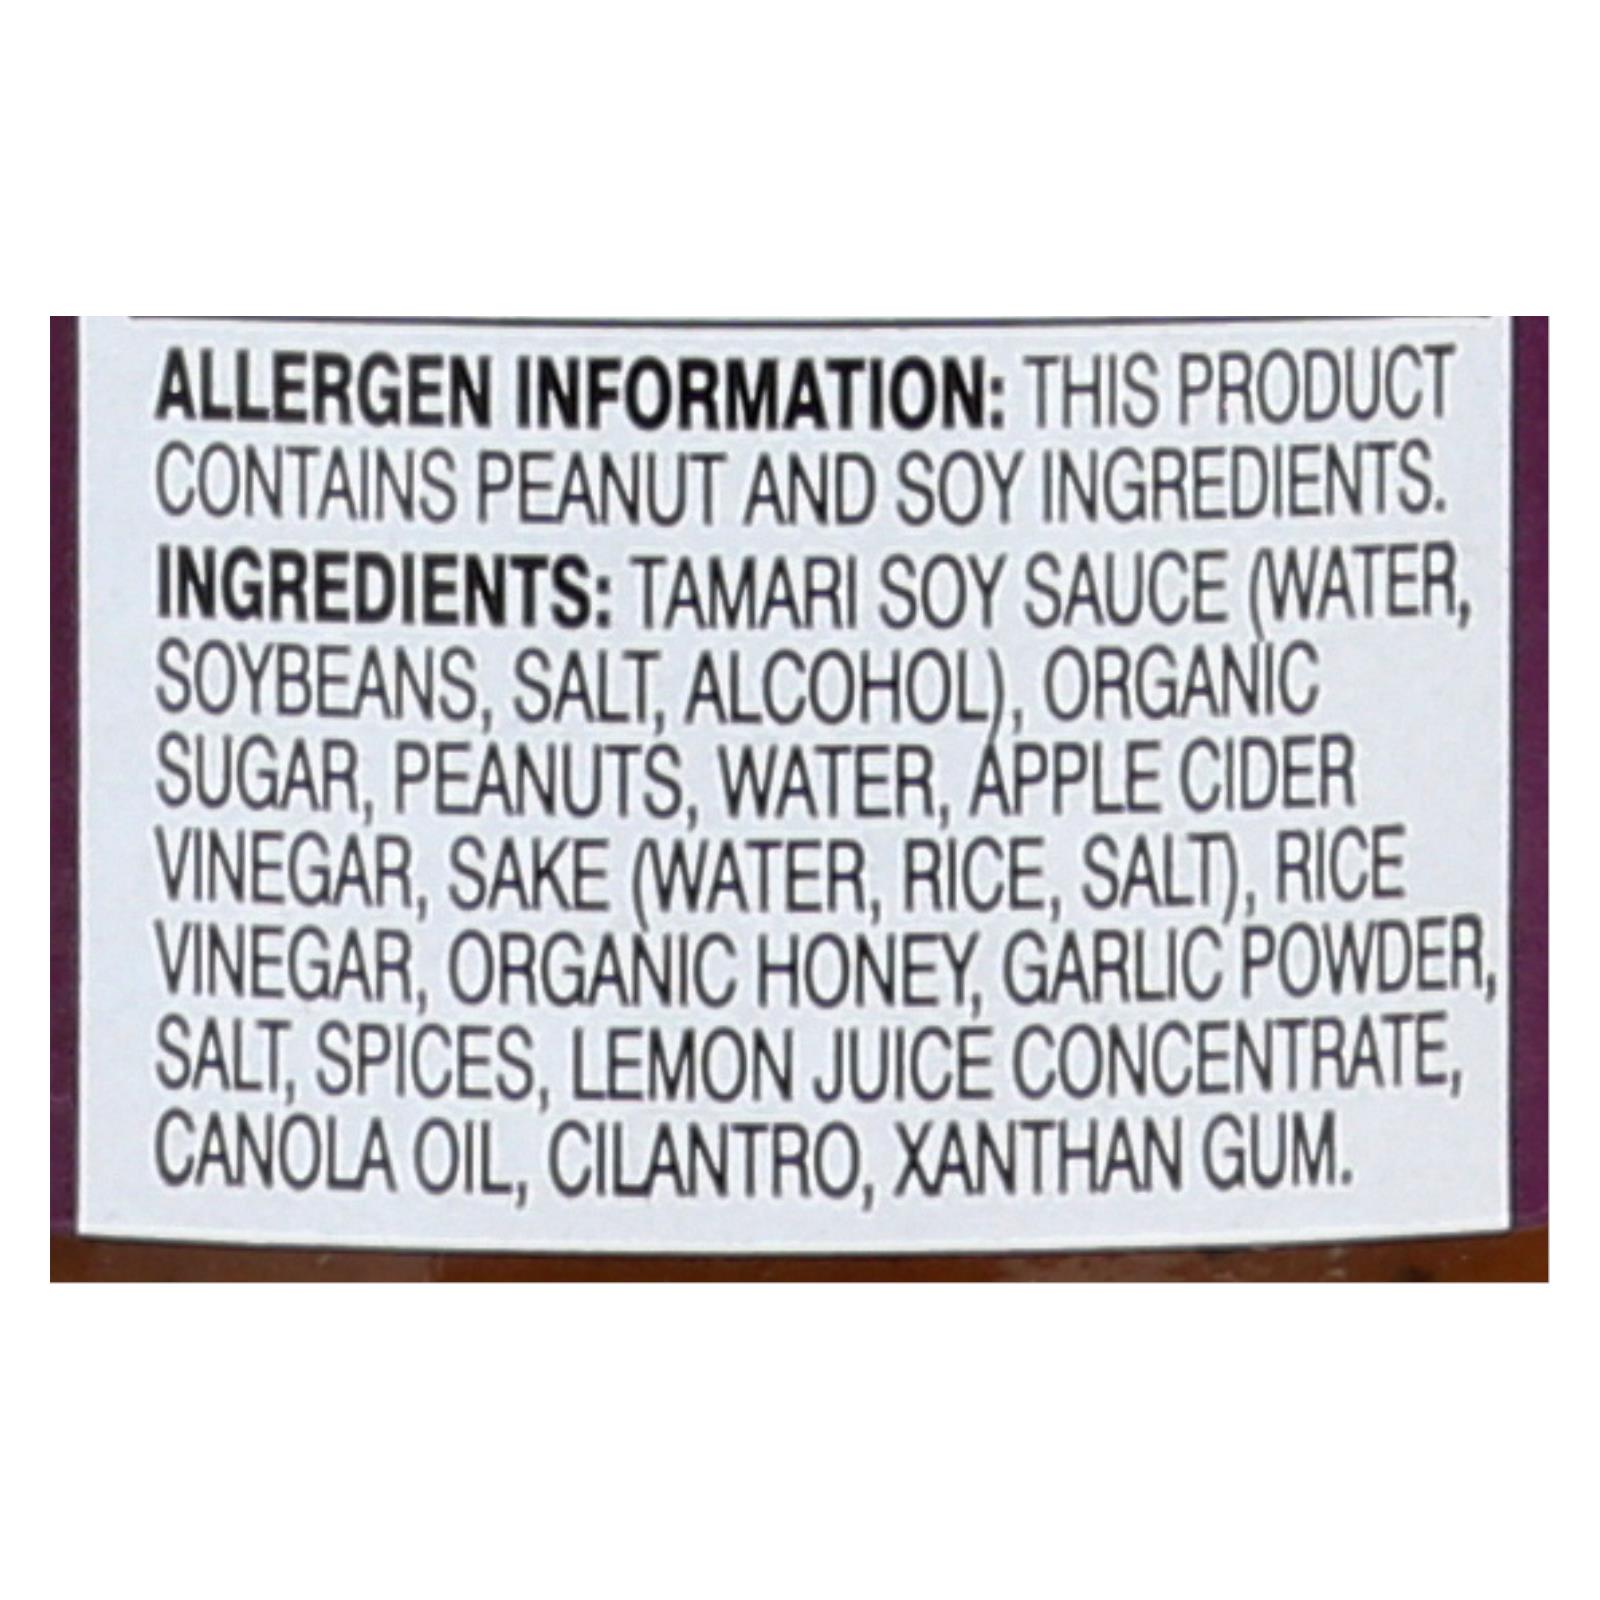 ALLERGEN INFORMATION: THIS PRODUCT
CONTAINS PEANUT AND SOY INGREDIENTS.
INGREDIENTS: TAMARI SOY SAUCE (WATER,
SOYBEANS, SALT, ALCOHOL), ORGANIC
SUGAR, PEANUTS, WATER, APPLE CIDER
VINEGAR, SAKE (WATER, RICE, SALT), RICE
VINEGAR, ORGANIC HONEY, GARLIC POWDER,
SALT, SPICES, LEMON JUICE CONCENTRATE,
CANOLA OIL, CILANTRO, XANTHAN GUM.